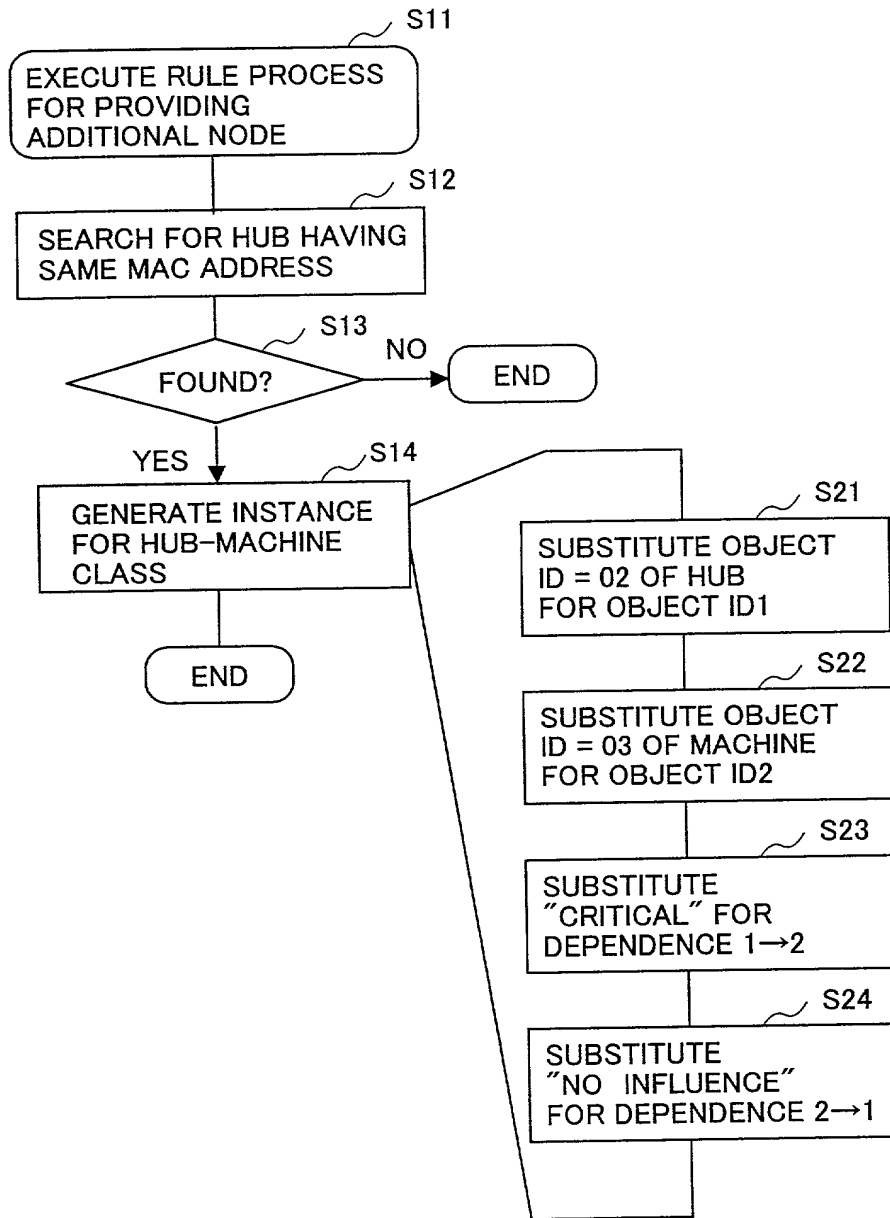 S11
EXECUTE RULE PROCESS
FOR PROVIDING
ADDITIONAL NODE
S12
SEARCH FOR HUB HAVING
SAME MAC ADDRESS
S13
FOUND?
NO
END
YES
S14
GENERATE INSTANCE
FOR HUB-MACHINE
CLASS
END
S21
SUBSTITUTE OBJECT
ID = 02 OF HUB
FOR OBJECT ID1
S22
SUBSTITUTE OBJECT
ID = 03 OF MACHINE
FOR OBJECT ID2
S23
SUBSTITUTE
"CRITICAL" FOR
DEPENDENCE 1→2
S24
SUBSTITUTE
"NO INFLUENCE"
FOR DEPENDENCE 2→1